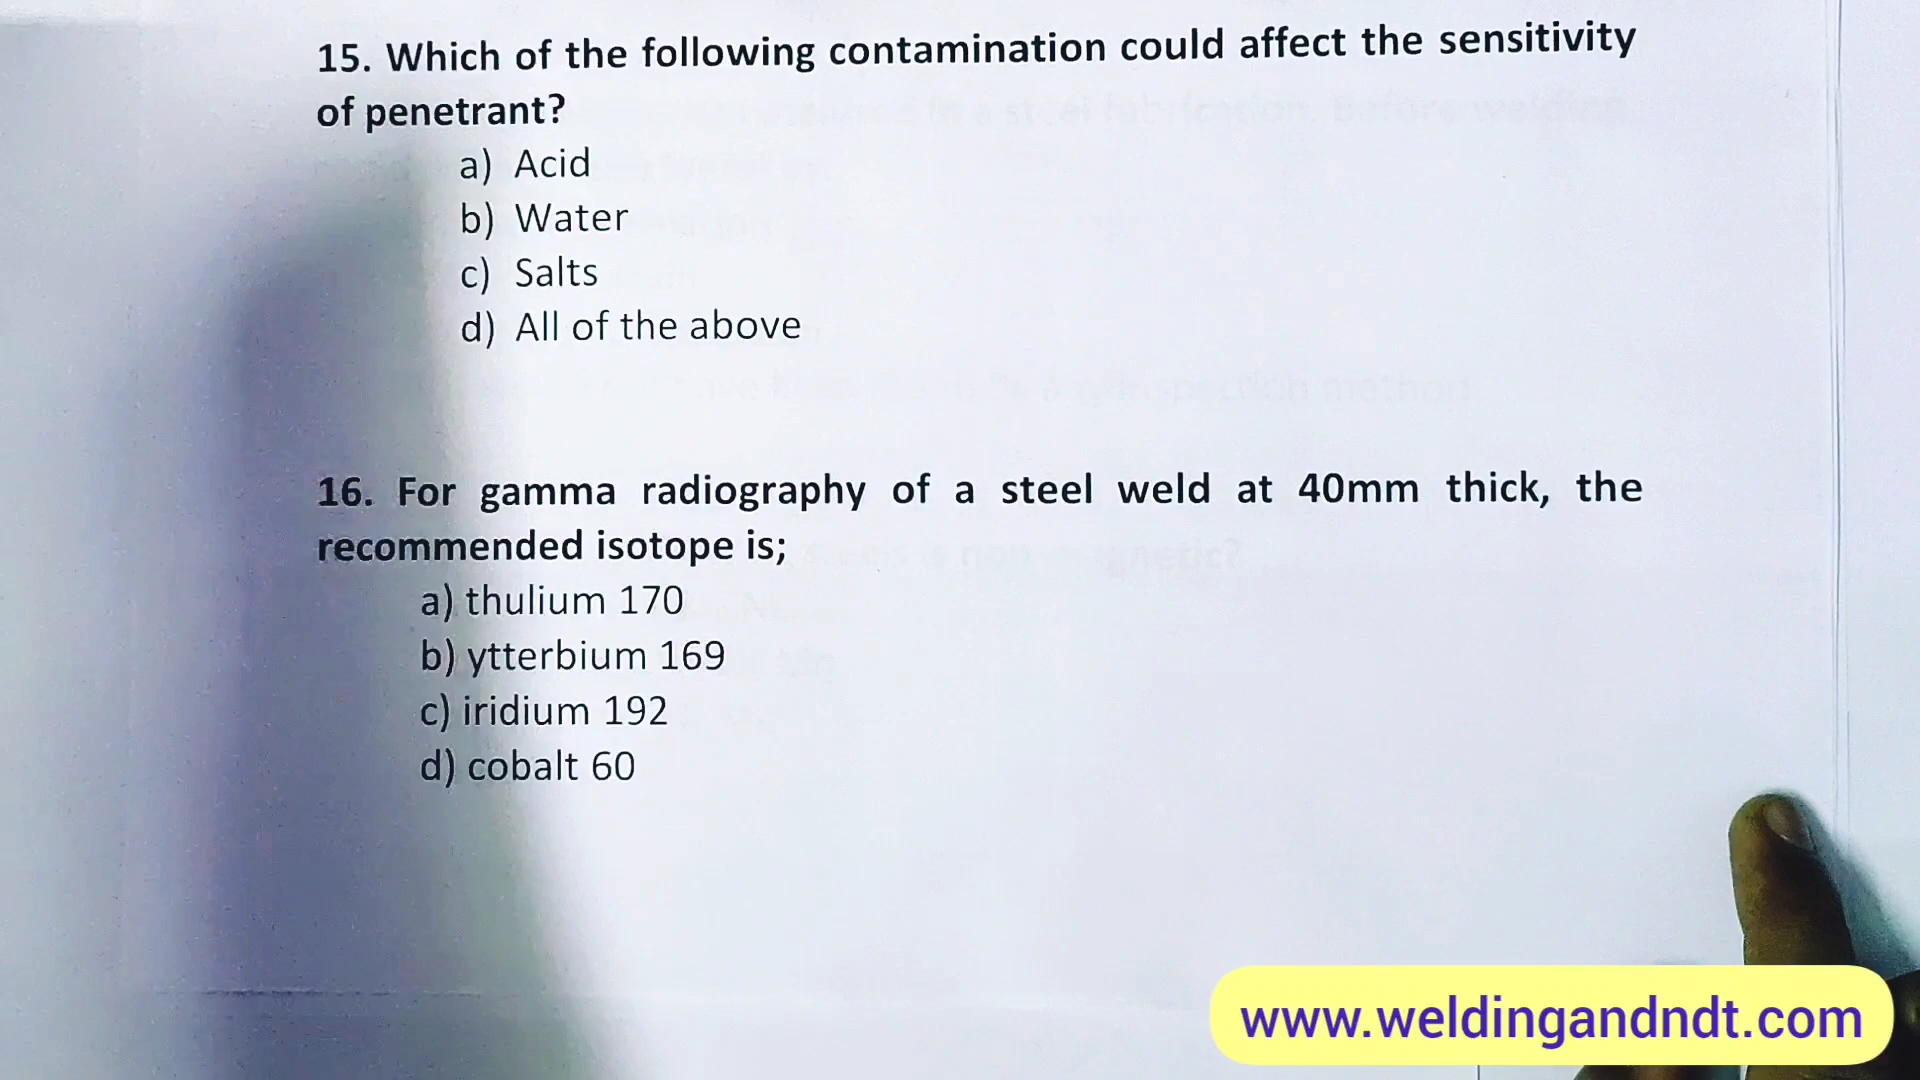 15. Which of the following contamination could affect the sensitivity
of penetrant?
a) Acid
b) Water
c) Salts
d) All of the above
16. For gamma radiography of a steel weld at 40mm thick, the
recommended isotope is;
a) thulium 170
b) ytterbium 169
c) iridium 192
d) cobalt 60
www.weldingandndt.com